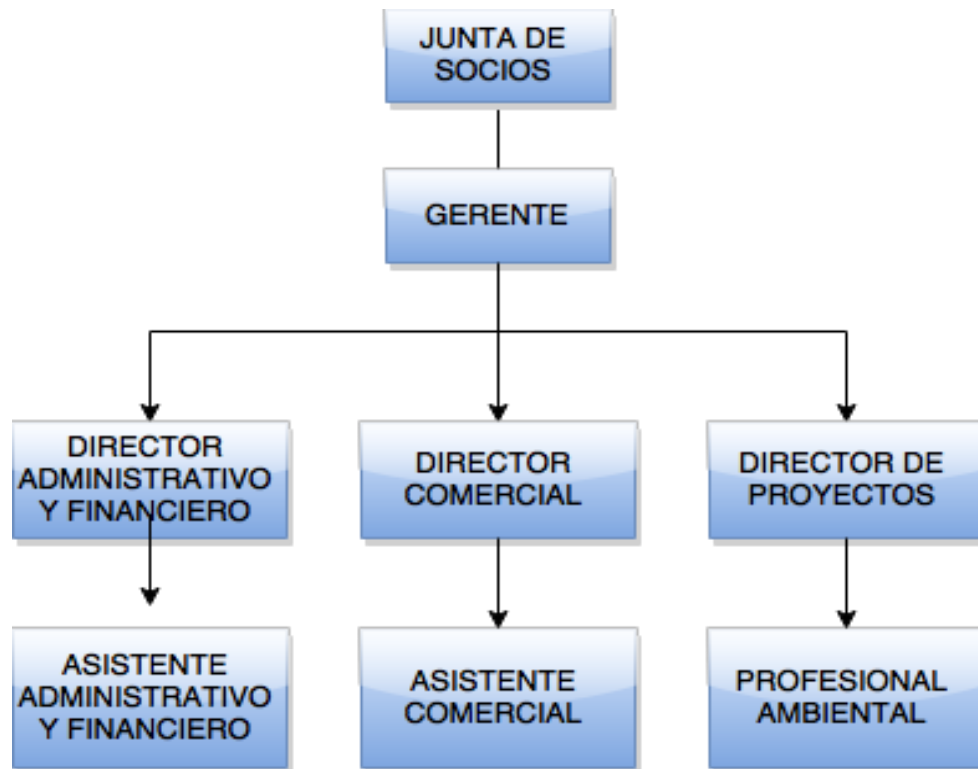 JUNTA DE
SOCIOS
GERENTE
DIRECTOR
ADMINISTRATIVO
Y FINANCIERO
DIRECTOR
COMERCIAL
DIRECTOR DE
PROYECTOS
ASISTENTE
ADMINISTRATIVO
Y FINANCIERO
ASISTENTE
COMERCIAL
PROFESIONAL
AMBIENTAL